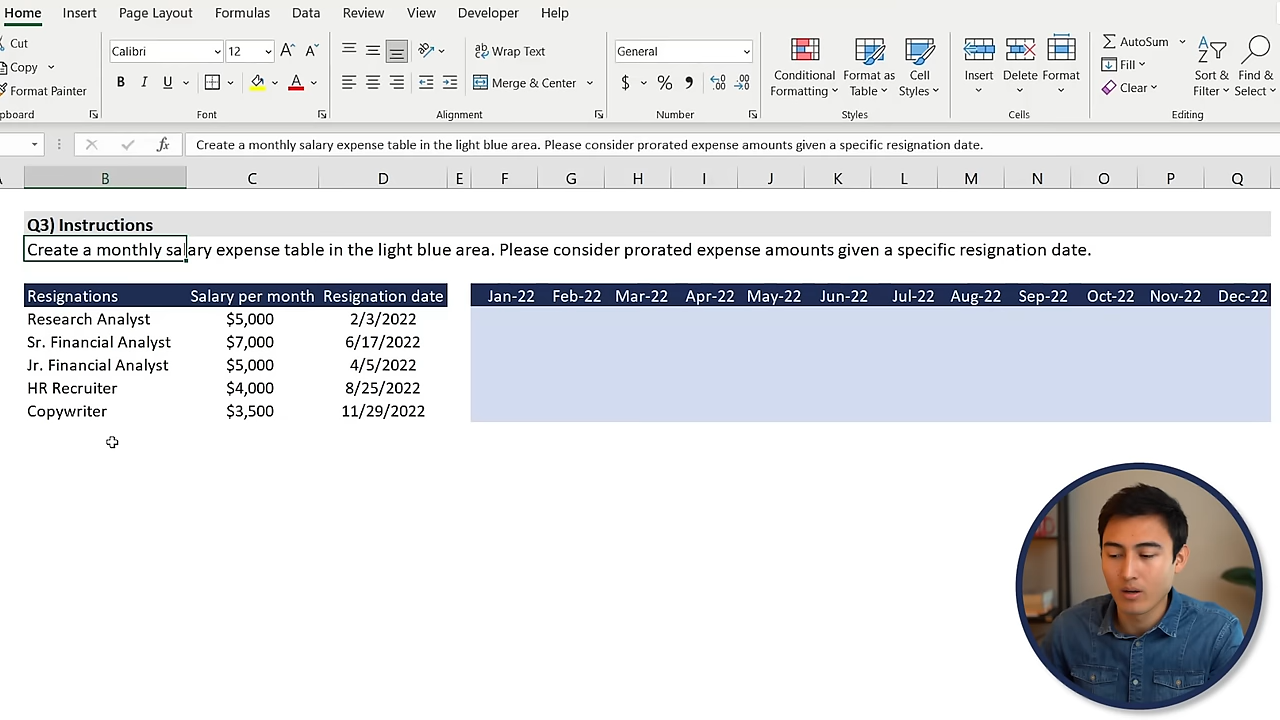 Home Insert Page Layout Formulas Data Review View Developer Help
Cut
Copy
Format Painter
Calibri 12 A A
B I U A
ab Wrap Text
Merge & Center
General
$ % 9
Conditional Formatting
Format as Table
Cell Styles
Insert Delete Format
AutoSum
Fill
Clear
Sort & Filter
Find & Select
pboard Font Alignment Number Styles Cells Editing
fx Create a monthly salary expense table in the light blue area. Please consider prorated expense amounts given a specific resignation date.
B C D E F G H I J K L M N O P Q
Q3) Instructions
Create a monthly salary expense table in the light blue area. Please consider prorated expense amounts given a specific resignation date.
Resignations Salary per month Resignation date Jan-22 Feb-22 Mar-22 Apr-22 May-22 Jun-22 Jul-22 Aug-22 Sep-22 Oct-22 Nov-22 Dec-22
Research Analyst $5,000 2/3/2022
Sr. Financial Analyst $7,000 6/17/2022
Jr. Financial Analyst $5,000 4/5/2022
HR Recruiter $4,000 8/25/2022
Copywriter $3,500 11/29/2022